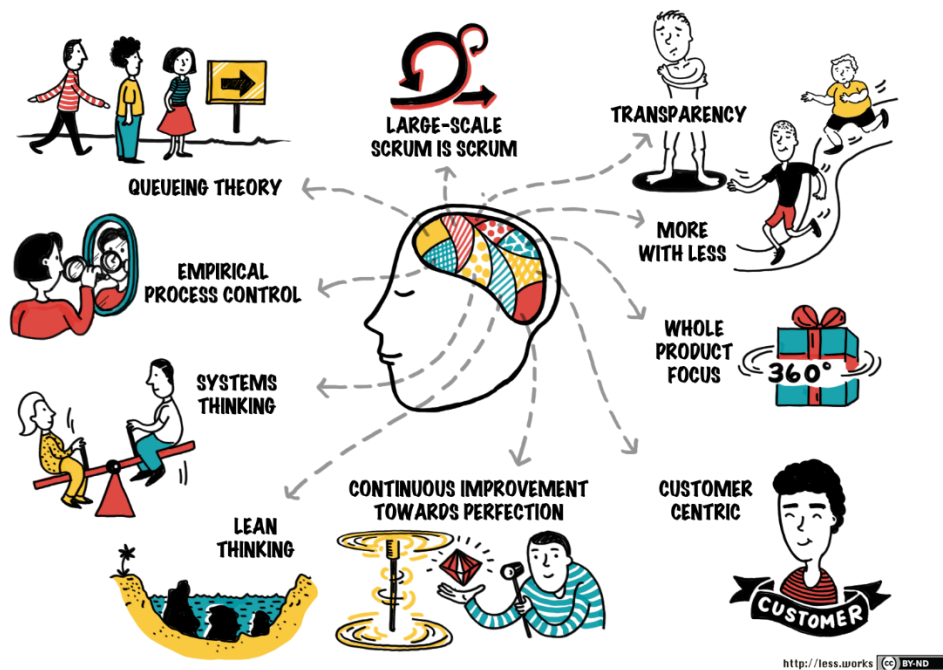 LARGE-SCALE
SCRUM IS SCRUM
TRANSPARENCY
QUEUEING THEORY
MORE
WITH LESS
EMPIRICAL
PROCESS CONTROL
WHOLE
PRODUCT
FOCUS
360°
SYSTEMS
THINKING
CONTINUOUS IMPROVEMENT
TOWARDS PERFECTION
CUSTOMER
CENTRIC
LEAN
THINKING
CUSTOMER
http://less.works
cc BY-ND